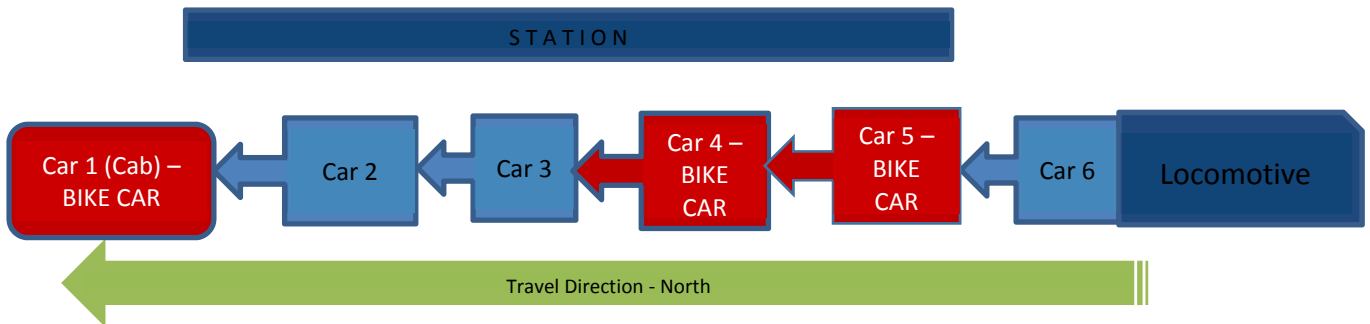 S T A T I O N
Car 1 (Cab) –
BIKE CAR
Car 2
Car 3
Car 4 –
BIKE
CAR
Car 5 –
BIKE
CAR
Car 6
Locomotive
Travel Direction - North